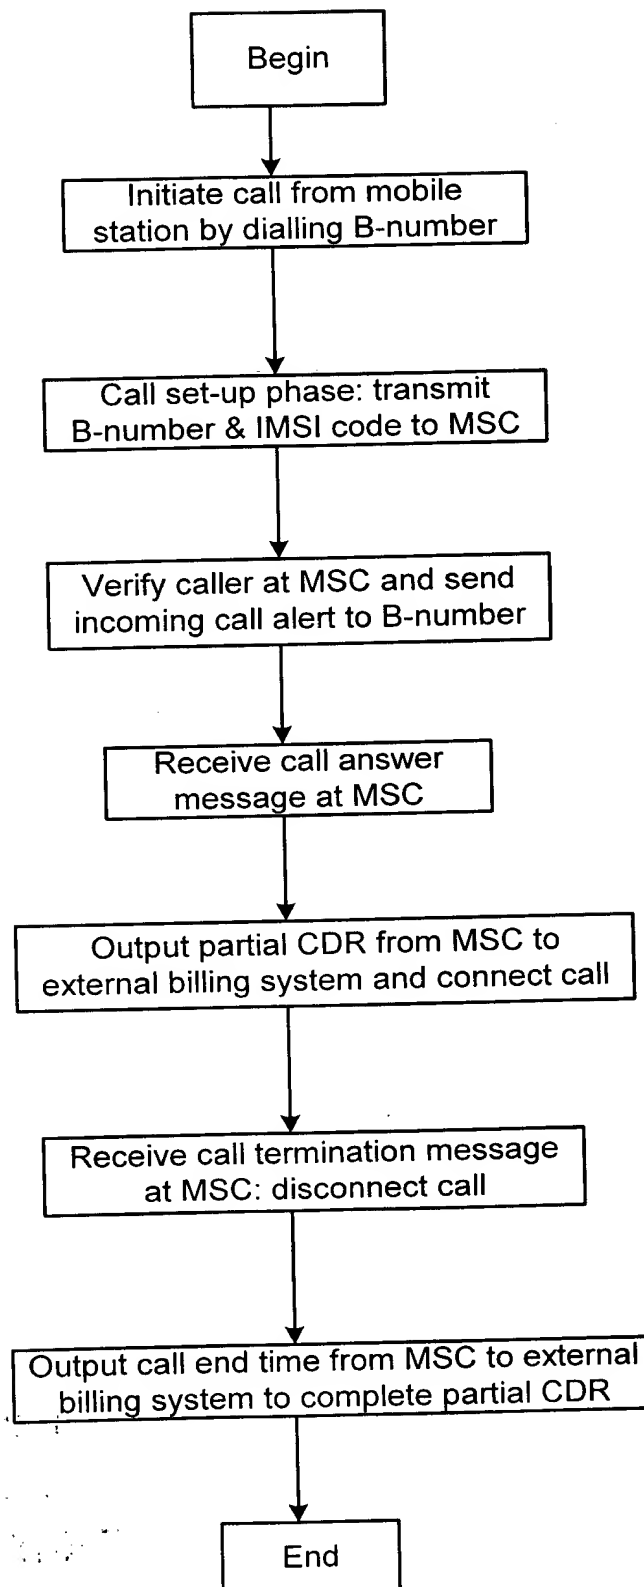 Begin
Initiate call from mobile
station by dialling B-number
Call set-up phase: transmit
B-number & IMSI code to MSC
Verify caller at MSC and send
incoming call alert to B-number
Receive call answer
message at MSC
Output partial CDR from MSC to
external billing system and connect call
Receive call termination message
at MSC: disconnect call
Output call end time from MSC to external
billing system to complete partial CDR
End